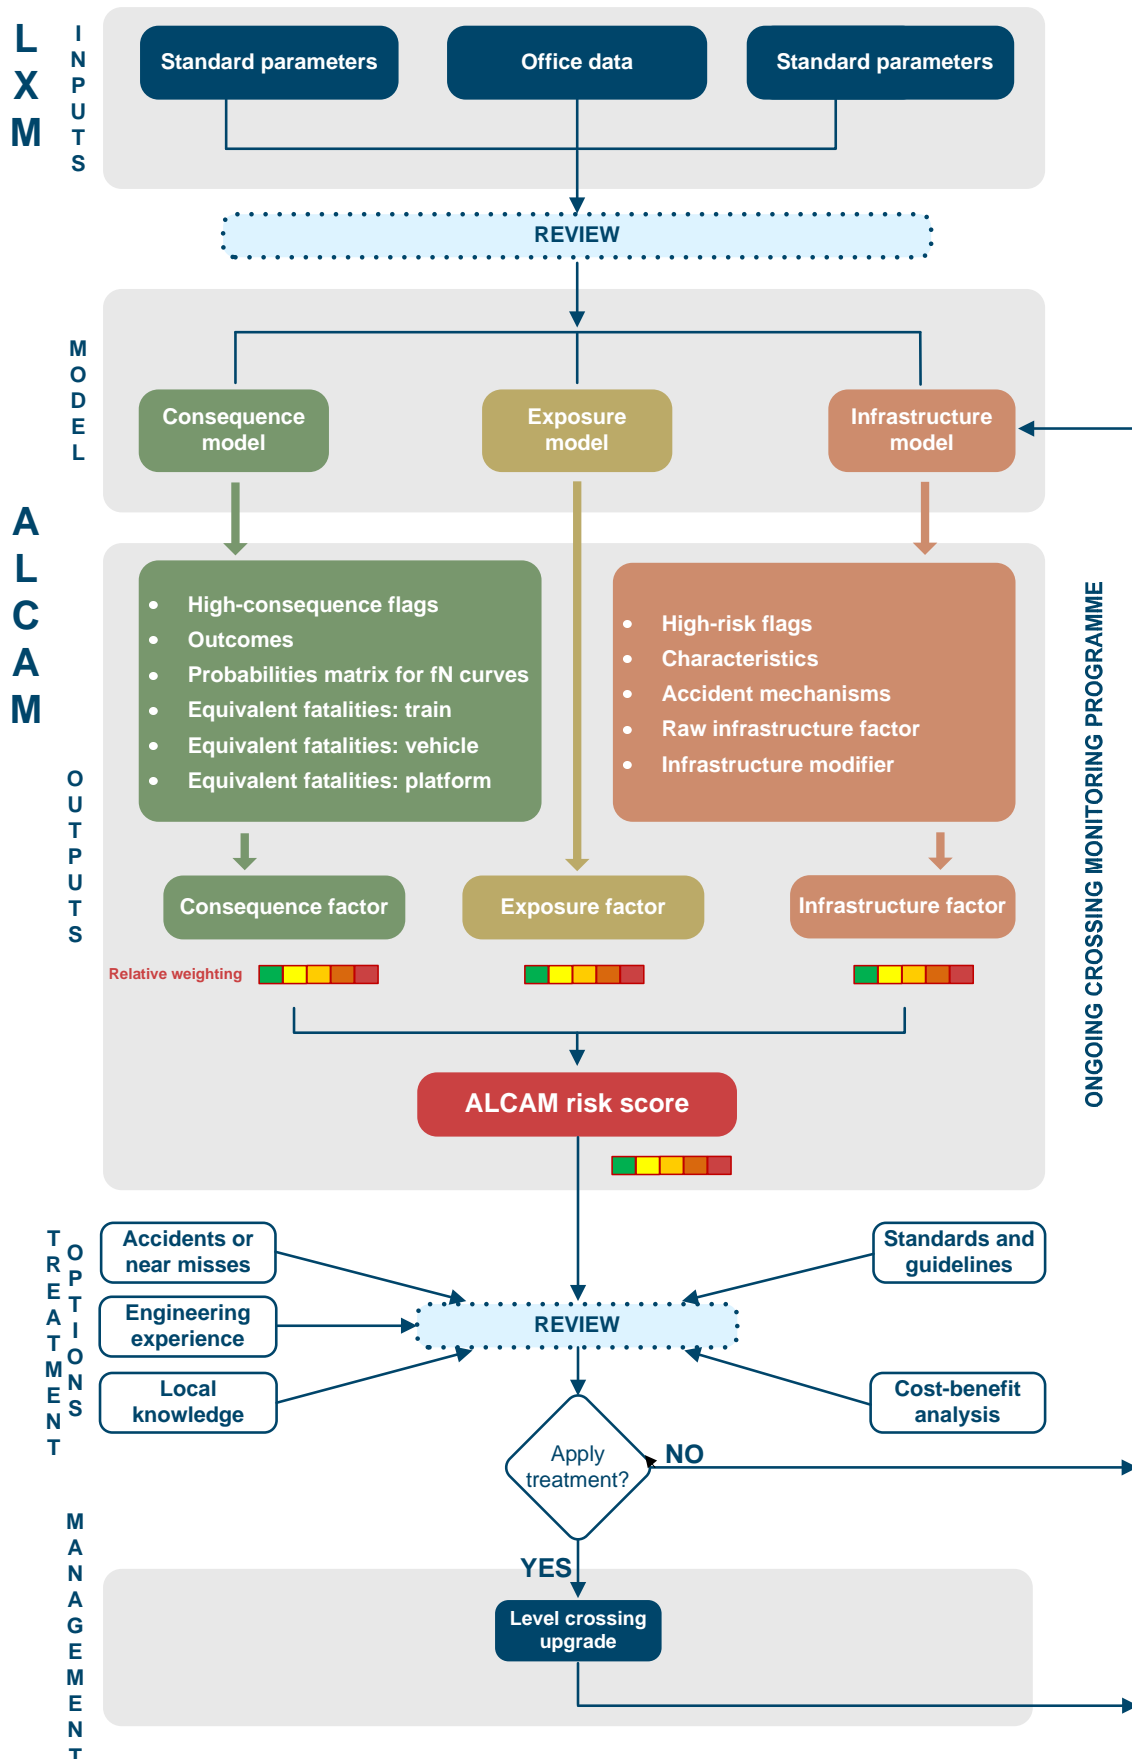 LXM
INPUTS
Standard parameters
Office data
Standard parameters
REVIEW
MODEL
Consequence
model
Exposure
model
Infrastructure
model
ALCAM
OUTPUTS
• High-consequence flags
• Outcomes
• Probabilities matrix for fN curves
• Equivalent fatalities: train
• Equivalent fatalities: vehicle
• Equivalent fatalities: platform
• High-risk flags
• Characteristics
• Accident mechanisms
• Raw infrastructure factor
• Infrastructure modifier
Consequence factor
Exposure factor
Infrastructure factor
Relative weighting
ALCAM risk score
ONGOING CROSSING MONITORING PROGRAMME
TREATMENT
OPTIONS
Accidents or
near misses
Engineering
experience
Local
knowledge
REVIEW
Standards and
guidelines
Cost-benefit
analysis
Apply
treatment?
NO
YES
MANAGEMENT
Level crossing
upgrade